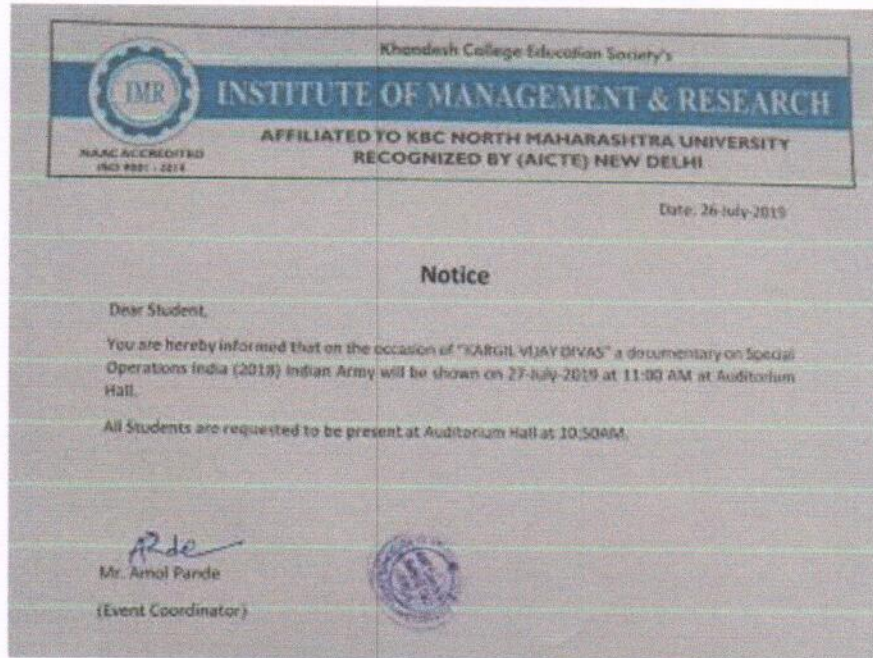 Khandesh College Education Society's
IMR
INSTITUTE OF MANAGEMENT & RESEARCH
AFFILIATED TO KBC NORTH MAHARASHTRA UNIVERSITY
RECOGNIZED BY (AICTE) NEW DELHI
NAAC ACCREDITED
ISO 9001 - 
Date: 26-July-2019
Notice
Dear Student,
You are hereby informed that on the occasion of "KARGIL VIJAY DIVAS" a documentary on Special
Operations India (2018) Indian Army will be shown on 27-July-2019 at 11:00 AM at Auditorium
Hall.
All Students are requested to be present at Auditorium Hall at 10:50AM.
Mr. Amol Pande
(Event Coordinator)